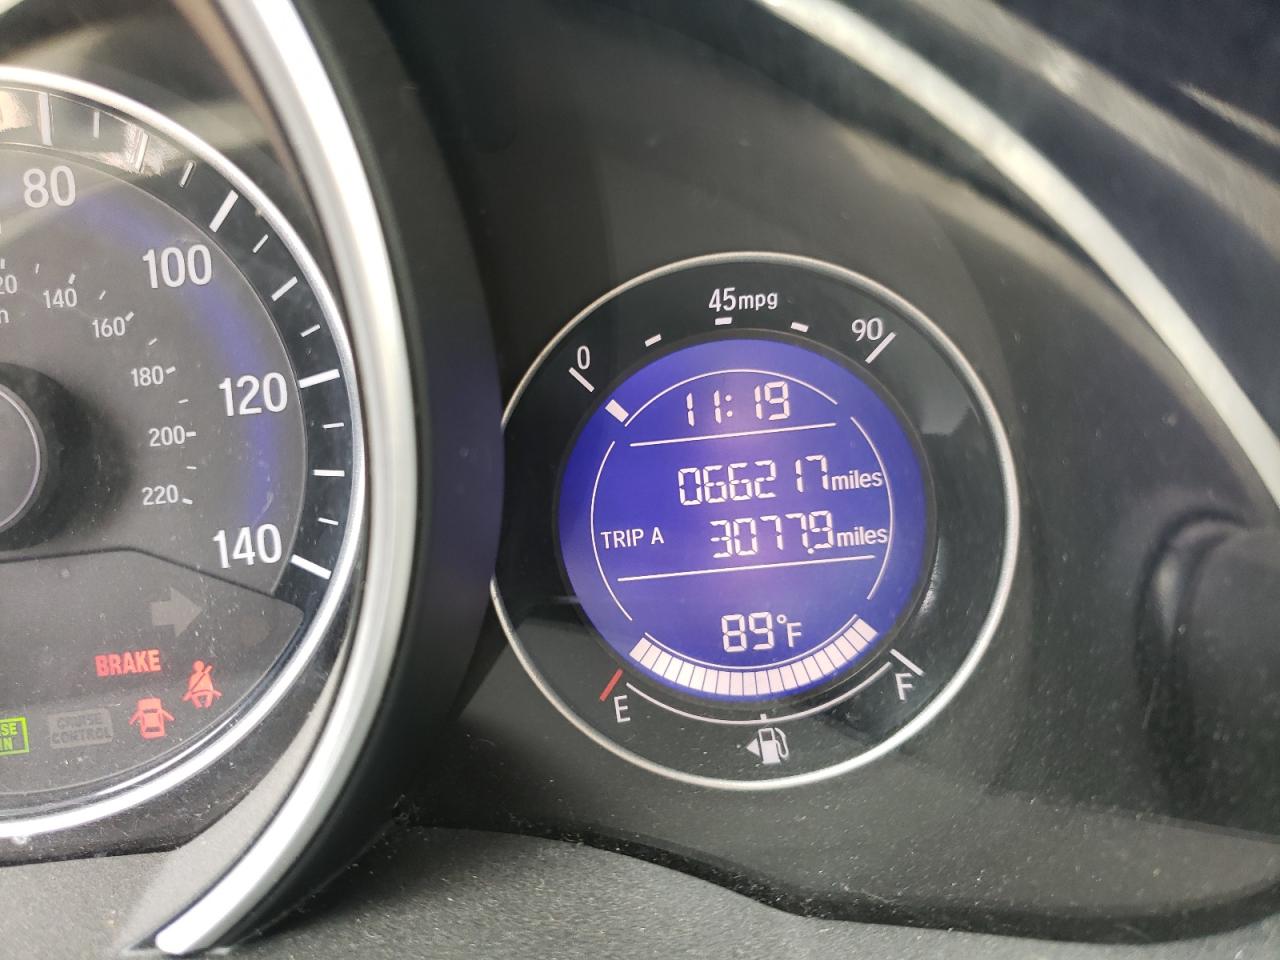 80
100
120
140
140
160
180
200
220
BRAKE
CRUISE
CONTROL
0
45mpg
90
11:19
066217miles
TRIP A 3077.9miles
89°F
E
F